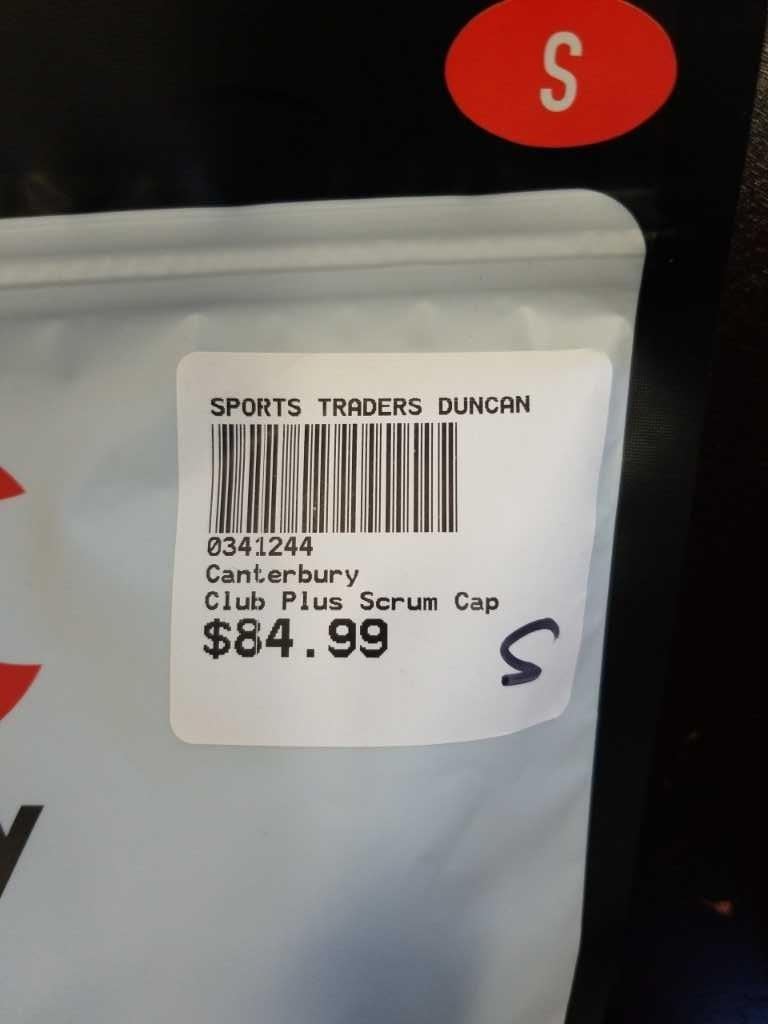 S
SPORTS TRADERS DUNCAN
0341244
Canterbury
Club Plus Scrum Cap
$84.99
S
y